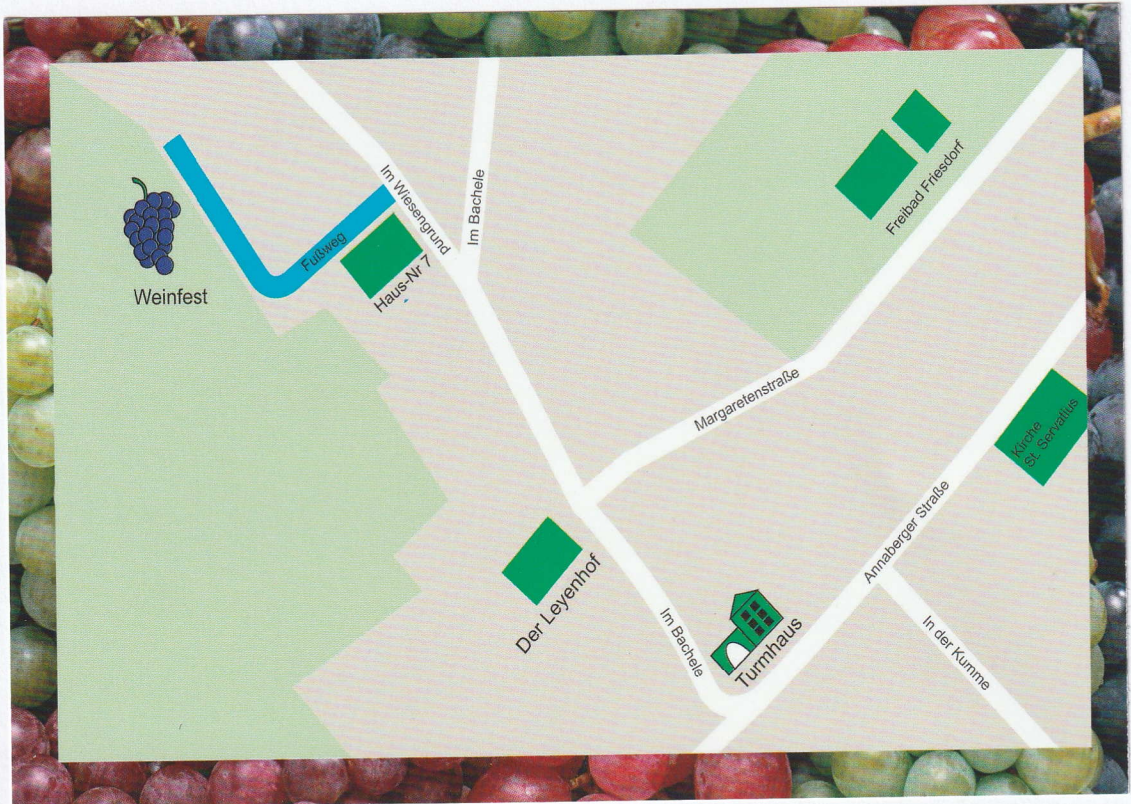 Im Wiesengrund
Im Bachele
Freibad Friesdorf
Fußweg
Haus-Nr 7
Weinfest
Margaretenstraße
Kirche
St. Servatius
Annaberger Straße
Der Leyenhof
Im Bachele
Turmhaus
In der Kumme